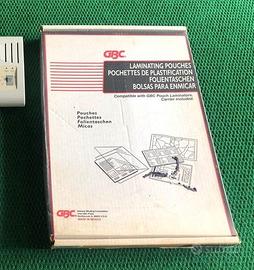 GBC
LAMINATING POUCHES
POCHETTES DE PLASTIFICATION
FOLIENTASCHEN
BOLSAS PARA ENMICAR
Compatible with GBC Pouch Laminators.
Carrier included.
Pouches
Pochettes
Folientaschen
Micas
GBC